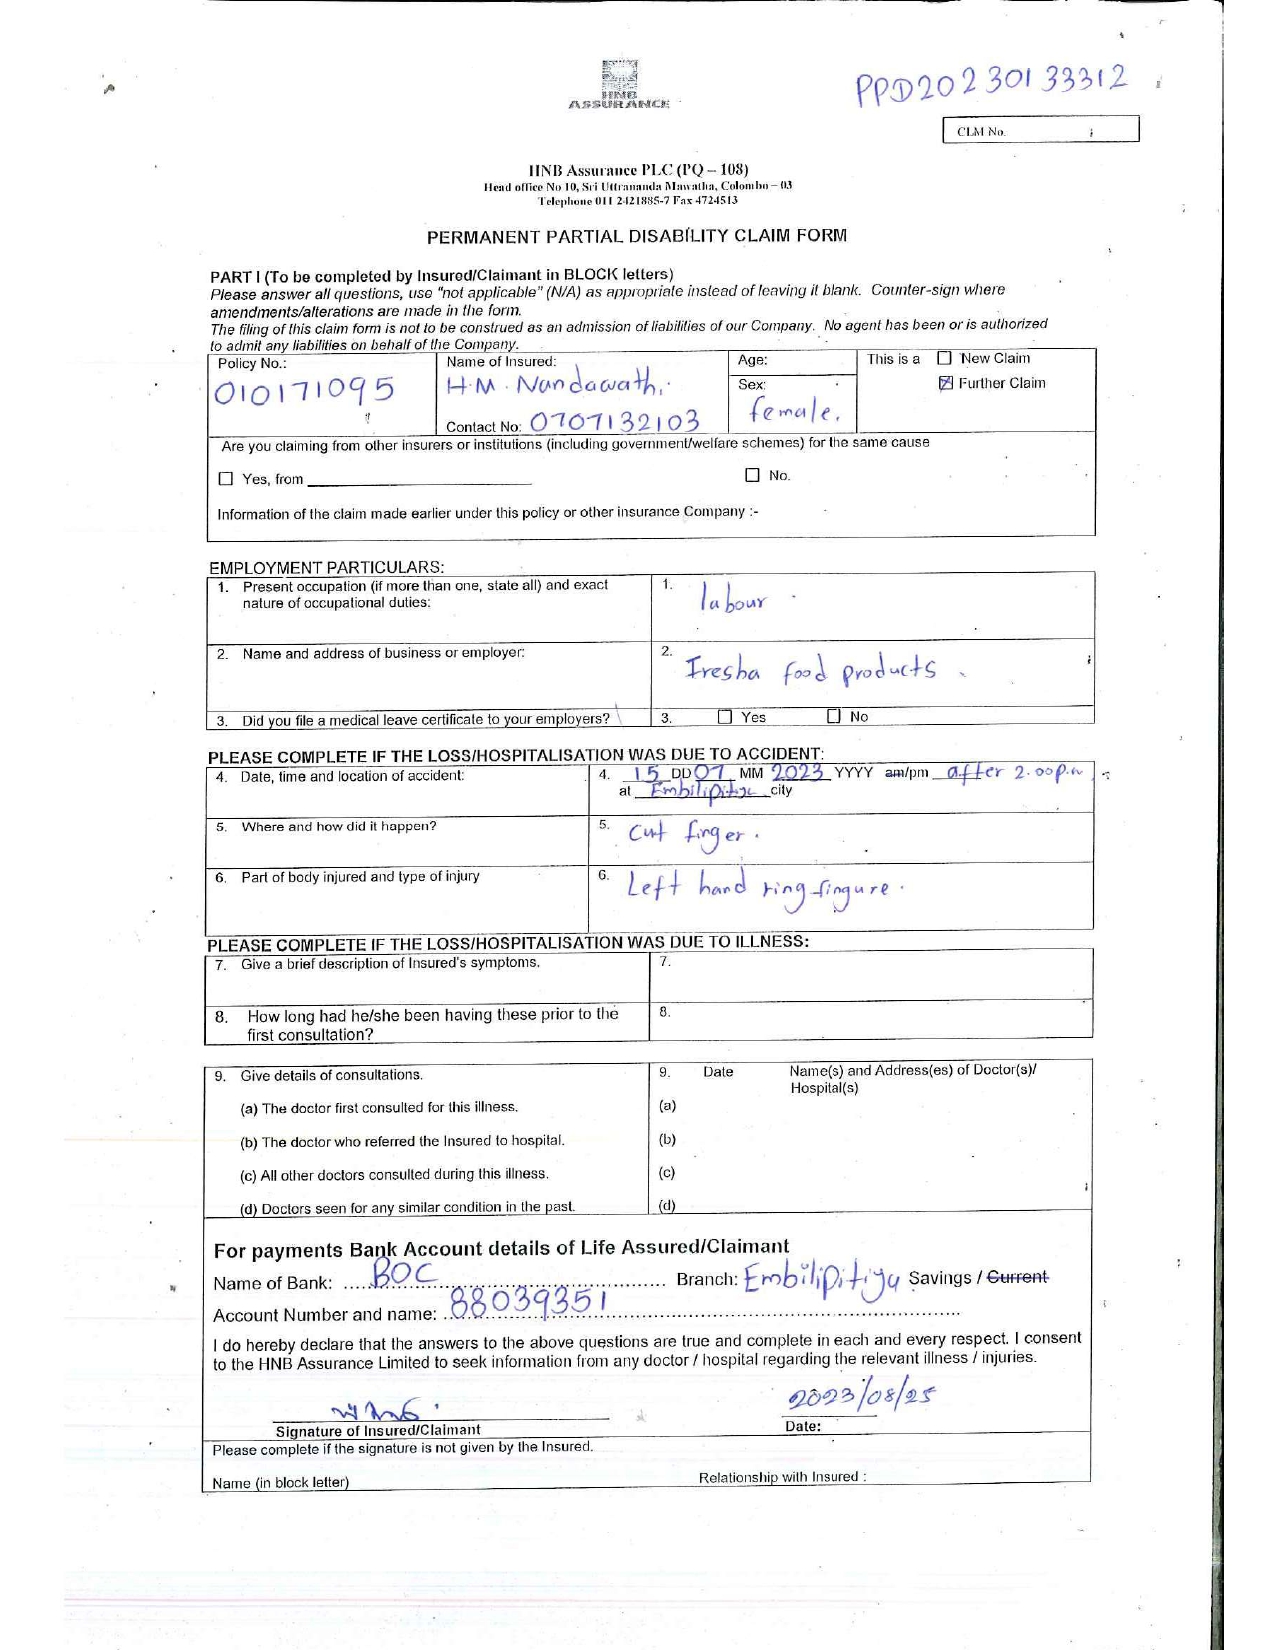 HNB
ASSURANCE
PPD20230133312
CLM No.
HNB Assurance PLC (PQ – 108)
Head office No 10, Sri Uttrananda Mawatha, Colombo – 03
Telephone 011 2421885-7 Fax 4724513
PERMANENT PARTIAL DISABILITY CLAIM FORM
PART I (To be completed by Insured/Claimant in BLOCK letters)
Please answer all questions, use "not applicable" (N/A) as appropriate instead of leaving it blank. Counter-sign where
amendments/alterations are made in the form.
The filing of this claim form is not to be construed as an admission of liabilities of our Company. No agent has been or is authorized
to admit any liabilities on behalf of the Company.
Policy No.: Name of Insured: Age: This is a ☐ New Claim
010171095 H.M. Nandawathi. Sex: ☒ Further Claim
Contact No: 0707132103 female.
Are you claiming from other insurers or institutions (including government/welfare schemes) for the same cause
☐ Yes, from ____ ☐ No.
Information of the claim made earlier under this policy or other insurance Company :-
EMPLOYMENT PARTICULARS:
1. Present occupation (if more than one, state all) and exact 1. labour
nature of occupational duties:
2. Name and address of business or employer: 2. Iresha food products
3. Did you file a medical leave certificate to your employers? 3. ☐ Yes ☐ No
PLEASE COMPLETE IF THE LOSS/HOSPITALISATION WAS DUE TO ACCIDENT:
4. Date, time and location of accident: 4. 15 DD 07 MM 2023 YYYY am/pm after 2.00p.m
at Embilipitiya city
5. Where and how did it happen? 5. Cut finger.
6. Part of body injured and type of injury 6. Left hand ring fingure.
PLEASE COMPLETE IF THE LOSS/HOSPITALISATION WAS DUE TO ILLNESS:
7. Give a brief description of Insured's symptoms. 7.
8. How long had he/she been having these prior to the 8.
first consultation?
9. Give details of consultations. 9. Date Name(s) and Address(es) of Doctor(s)/
Hospital(s)
(a) The doctor first consulted for this illness. (a)
(b) The doctor who referred the Insured to hospital. (b)
(c) All other doctors consulted during this illness. (c)
(d) Doctors seen for any similar condition in the past. (d)
For payments Bank Account details of Life Assured/Claimant
Name of Bank: BOC Branch: Embilipitiya Savings / Current
Account Number and name: 88039351
I do hereby declare that the answers to the above questions are true and complete in each and every respect. I consent
to the HNB Assurance Limited to seek information from any doctor / hospital regarding the relevant illness / injuries.
2023/08/25
Signature of Insured/Claimant Date:
Please complete if the signature is not given by the Insured.
Name (in block letter) Relationship with Insured :